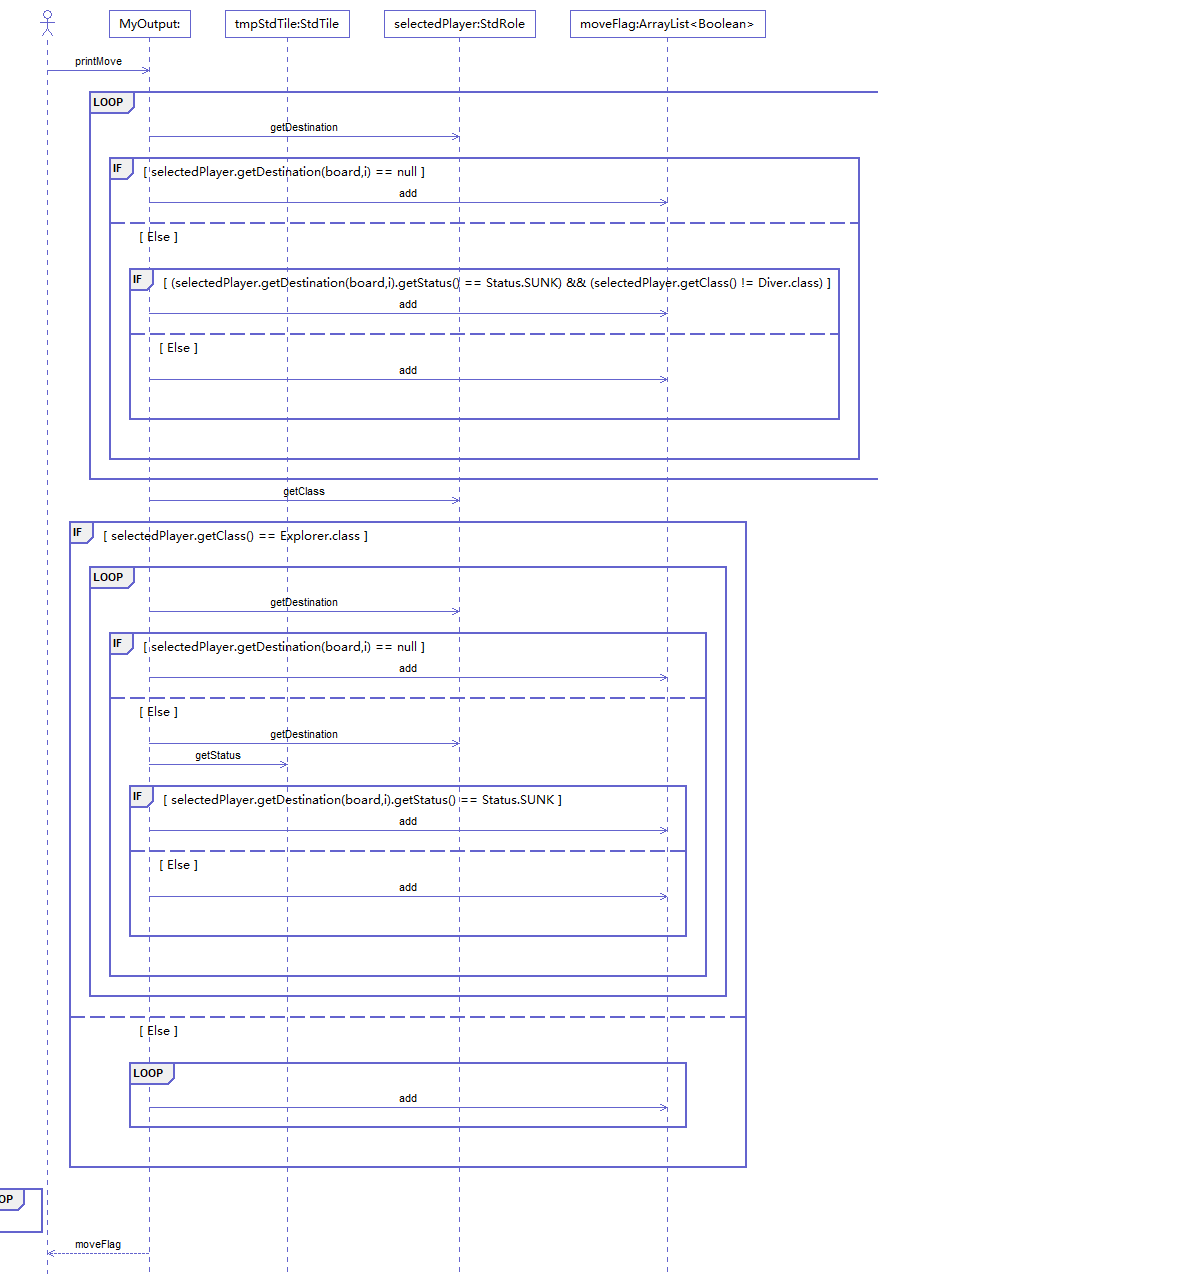 MyOutput:
tmpStdTile:StdTile
selectedPlayer:StdRole
moveFlag:ArrayList<Boolean>
printMove
LOOP
getDestination
IF
[ selectedPlayer.getDestination(board,i) == null ]
add
[ Else ]
IF
[ (selectedPlayer.getDestination(board,i).getStatus() == Status.SUNK) && (selectedPlayer.getClass() != Diver.class) ]
add
[ Else ]
add
getClass
IF
[ selectedPlayer.getClass() == Explorer.class ]
LOOP
getDestination
IF
[ selectedPlayer.getDestination(board,i) == null ]
add
[ Else ]
getDestination
getStatus
IF
[ selectedPlayer.getDestination(board,i).getStatus() == Status.SUNK ]
add
[ Else ]
add
[ Else ]
LOOP
add
OP
moveFlag